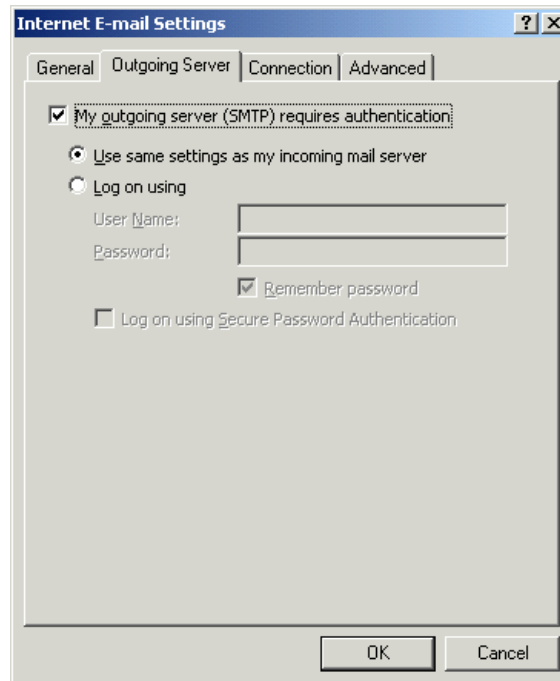 Internet E-mail Settings
General Outgoing Server Connection Advanced
My outgoing server (SMTP) requires authentication
Use same settings as my incoming mail server
Log on using
User Name:
Password:
Remember password
Log on using Secure Password Authentication
OK Cancel